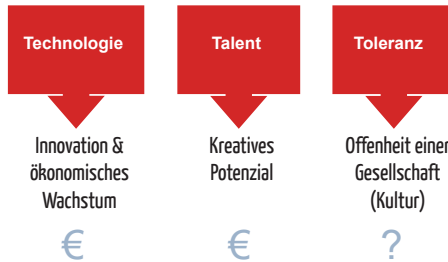 Technologie
Talent
Toleranz
Innovation &
ökonomisches
Wachstum
Kreatives
Potenzial
Offenheit einer
Gesellschaft
(Kultur)
€
€
?